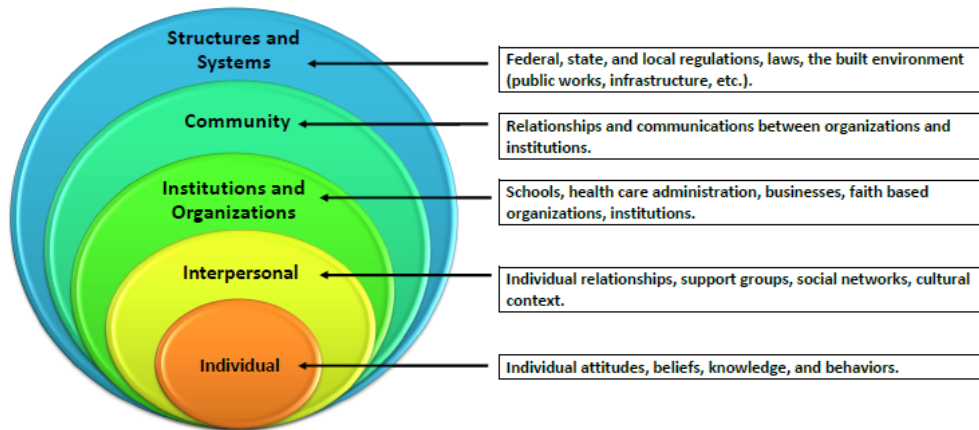 Structures and
Systems
Federal, state, and local regulations, laws, the built environment
(public works, infrastructure, etc.).
Community
Relationships and communications between organizations and
institutions.
Institutions and
Organizations
Schools, health care administration, businesses, faith based
organizations, institutions.
Interpersonal
Individual relationships, support groups, social networks, cultural
context.
Individual
Individual attitudes, beliefs, knowledge, and behaviors.